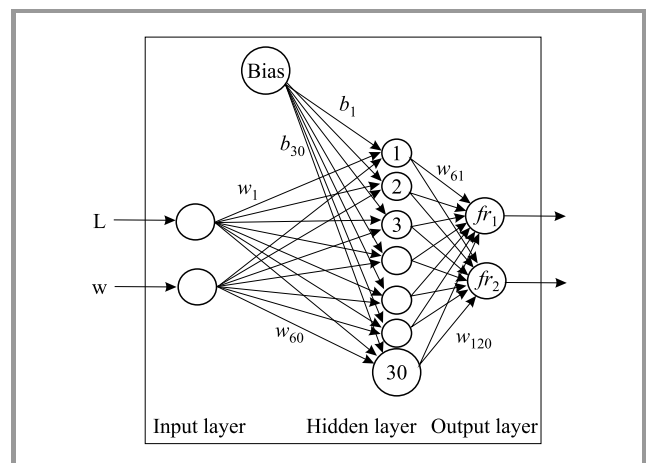 Bias
b1
b30
w1
1
w61
2
L
3
fr1
w
fr2
w60
w120
30
Input layer Hidden layer Output layer